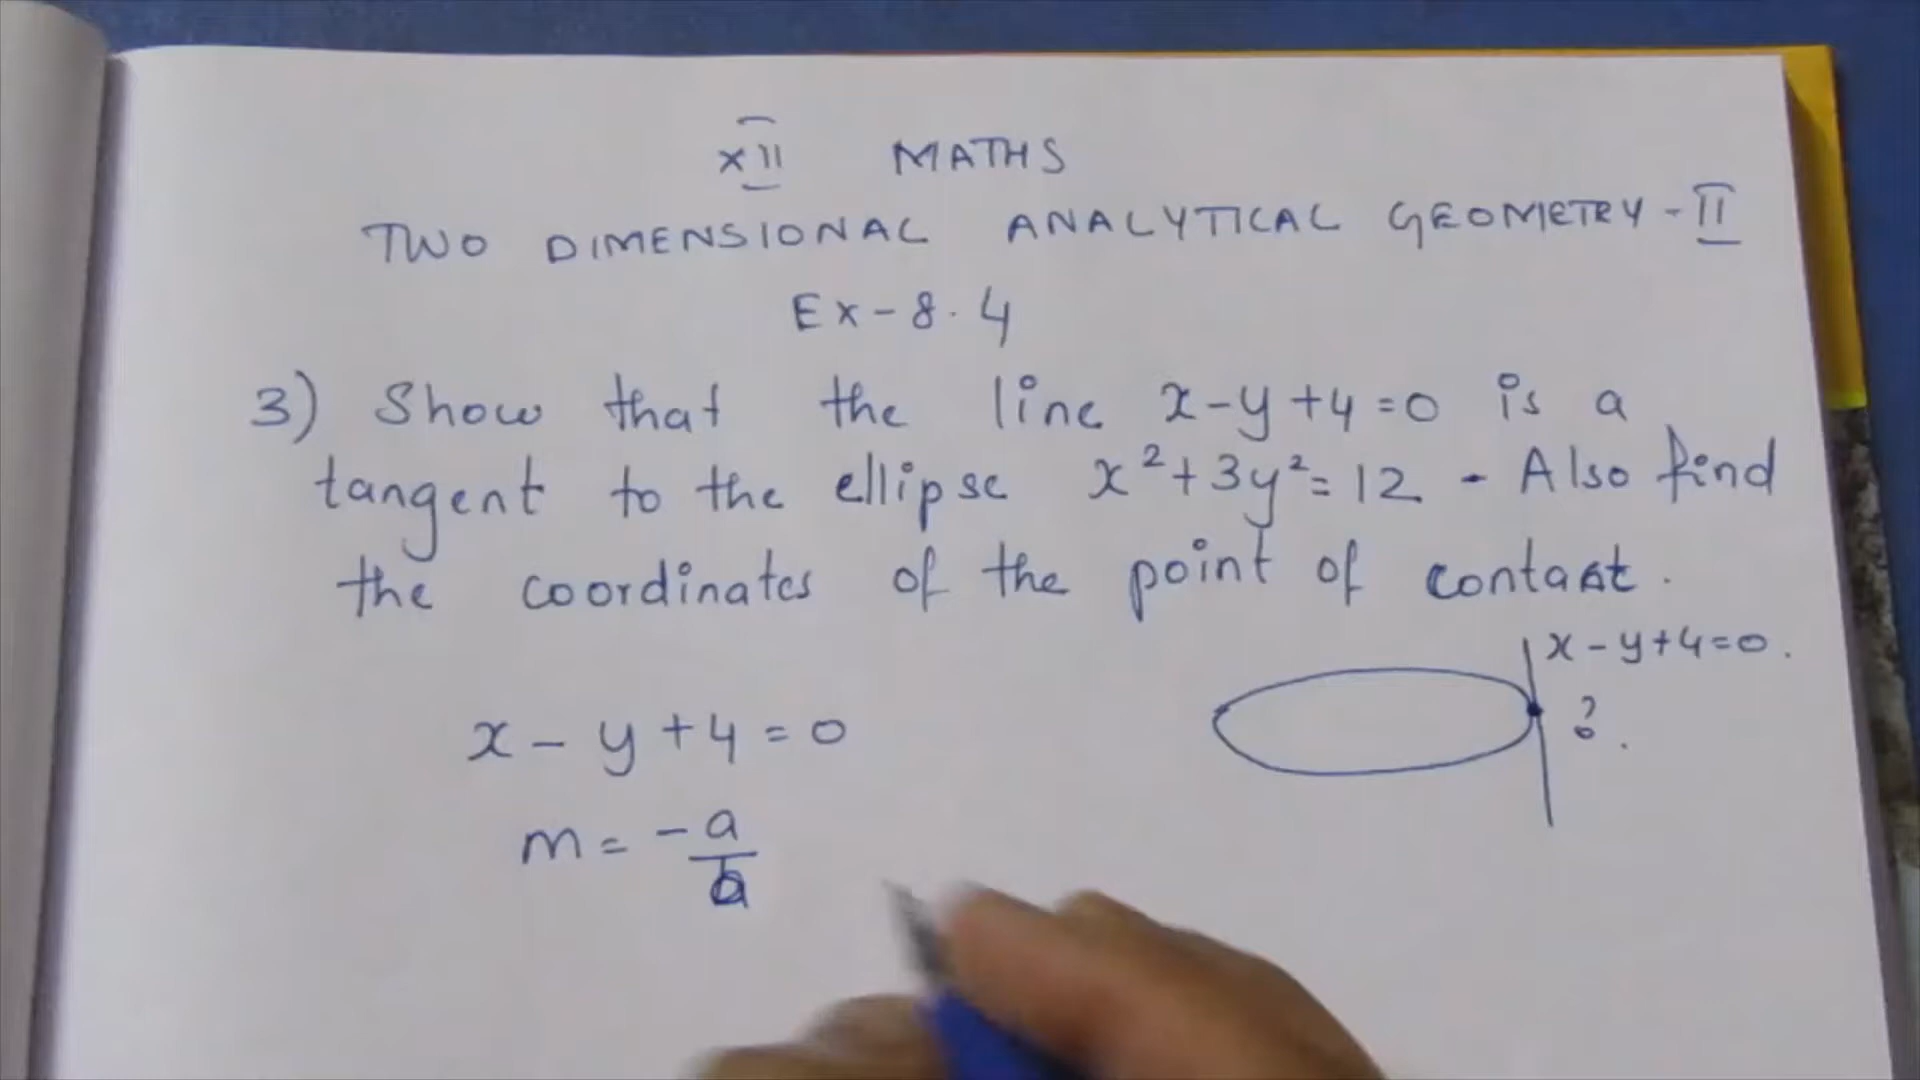 XII MATHS
TWO DIMENSIONAL ANALYTICAL GEOMETRY - II
Ex - 8.4
3) Show that the line x-y+4=0 is a
tangent to the ellipse x²+3y²=12 - Also find
the coordinates of the point of contact.
x-y+4=0.
?.
x - y +4 = 0
m = -a/b